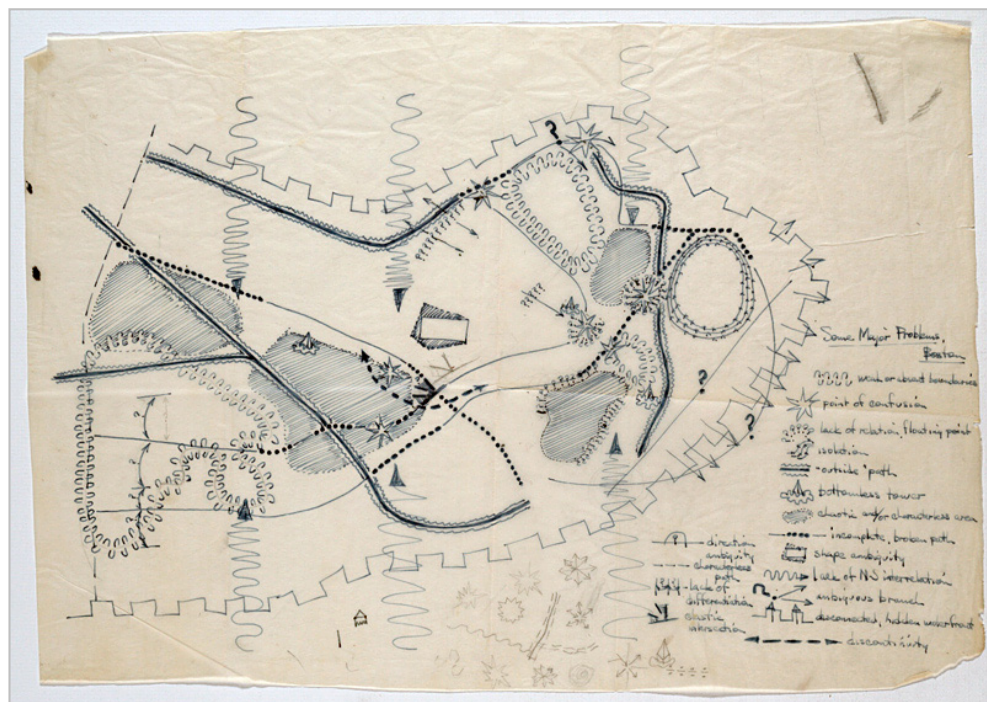 Some Major Problems,
Boston
weak or absent boundaries
point of confusion
lack of relation, floating point
isolation
"outside" path
bottomless tower
chaotic and/or characterless area
incomplete, broken path
shape ambiguity
lack of N-S interrelation
ambiguous branch
disconnected, hidden waterfront
discontinuity
direction
ambiguity
characterless
path
lack of
differentiation
elastic
intersection
?
?
?